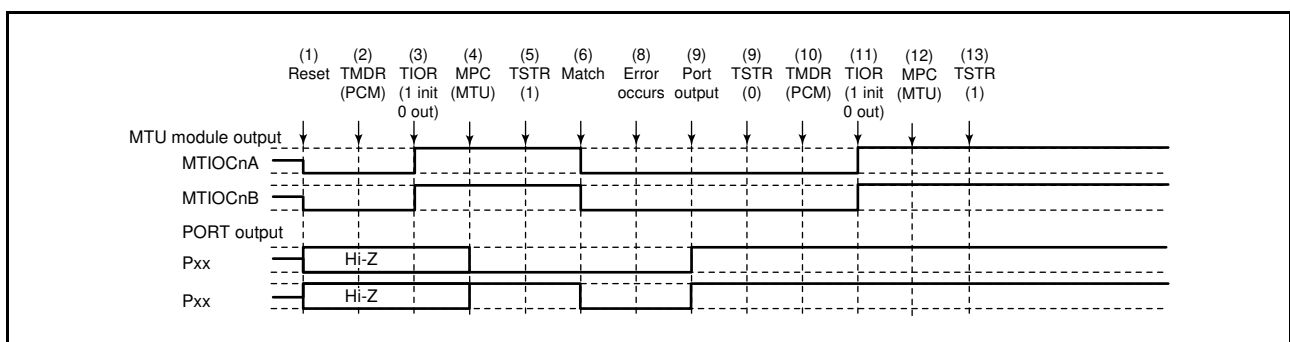 (1) (2) (3) (4) (5) (6) (8) (9) (9) (10) (11) (12) (13)
Reset TMDR TIOR MPC TSTR Match Error Port TSTR TMDR TIOR MPC TSTR
(PCM) (1 init (MTU) (1) occurs output (0) (PCM) (1 init (MTU) (1)
0 out) 0 out)
MTU module output
MTIOCnA
MTIOCnB
PORT output
Pxx Hi-Z
Pxx Hi-Z